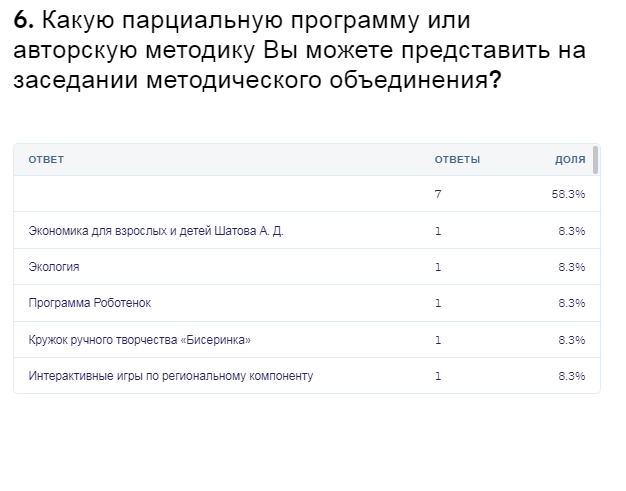 6. Какую парциальную программу или
авторскую методику Вы можете представить на
заседании методического объединения?
ОТВЕТ ОТВЕТЫ ДОЛЯ
7 58.3%
Экономика для взрослых и детей Шатова А. Д. 1 8.3%
Экология 1 8.3%
Программа Роботенок 1 8.3%
Кружок ручного творчества «Бисеринка» 1 8.3%
Интерактивные игры по региональному компоненту 1 8.3%